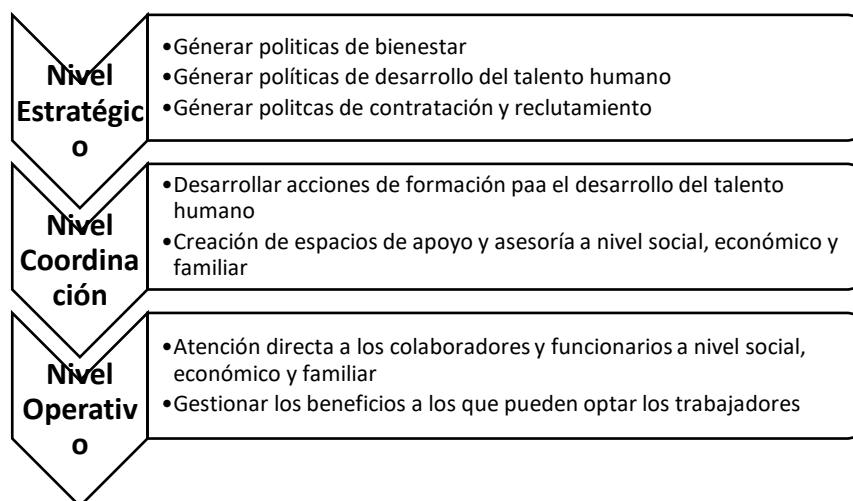 Nivel
Estratégic
o
•Génerar politicas de bienestar
•Génerar políticas de desarrollo del talento humano
•Génerar politcas de contratación y reclutamiento
Nivel
Coordina
ción
•Desarrollar acciones de formación paa el desarrollo del talento
humano
•Creación de espacios de apoyo y asesoría a nivel social, económico y
familiar
Nivel
Operativ
o
•Atención directa a los colaboradores y funcionarios a nivel social,
económico y familiar
•Gestionar los beneficios a los que pueden optar los trabajadores